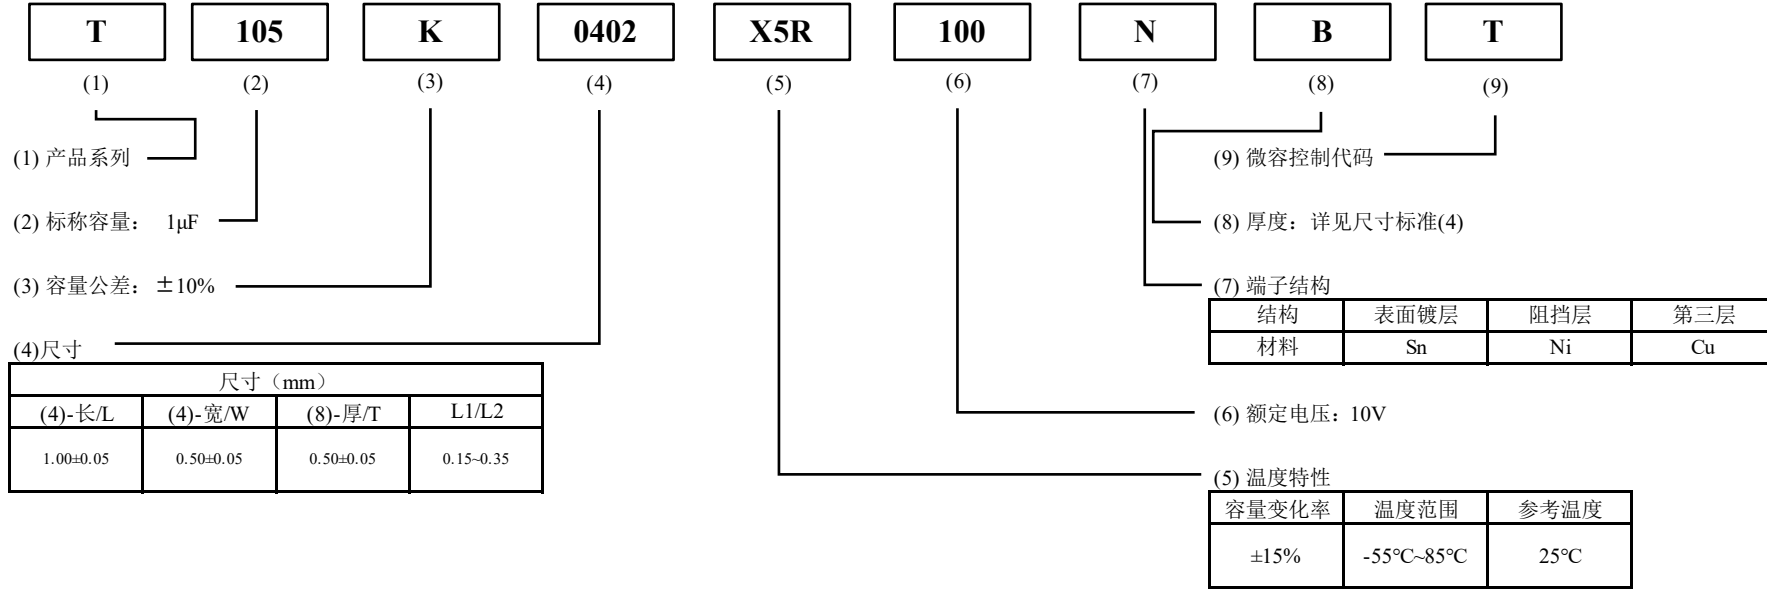 T 105 K 0402 X5R 100 N B T
(1) (2) (3) (4) (5) (6) (7) (8) (9)
(1) 产品系列
(9) 微容控制代码
(2) 标称容量： 1μF
(8) 厚度：详见尺寸标准(4)
(3) 容量公差：±10%
(7) 端子结构
结构 表面镀层 阻挡层 第三层
材料 Sn Ni Cu
(4)尺寸
尺寸（mm）
(4)-长/L (4)-宽/W (8)-厚/T L1/L2
1.00±0.05 0.50±0.05 0.50±0.05 0.15~0.35
(6) 额定电压：10V
(5) 温度特性
容量变化率 温度范围 参考温度
±15% -55℃~85℃ 25℃